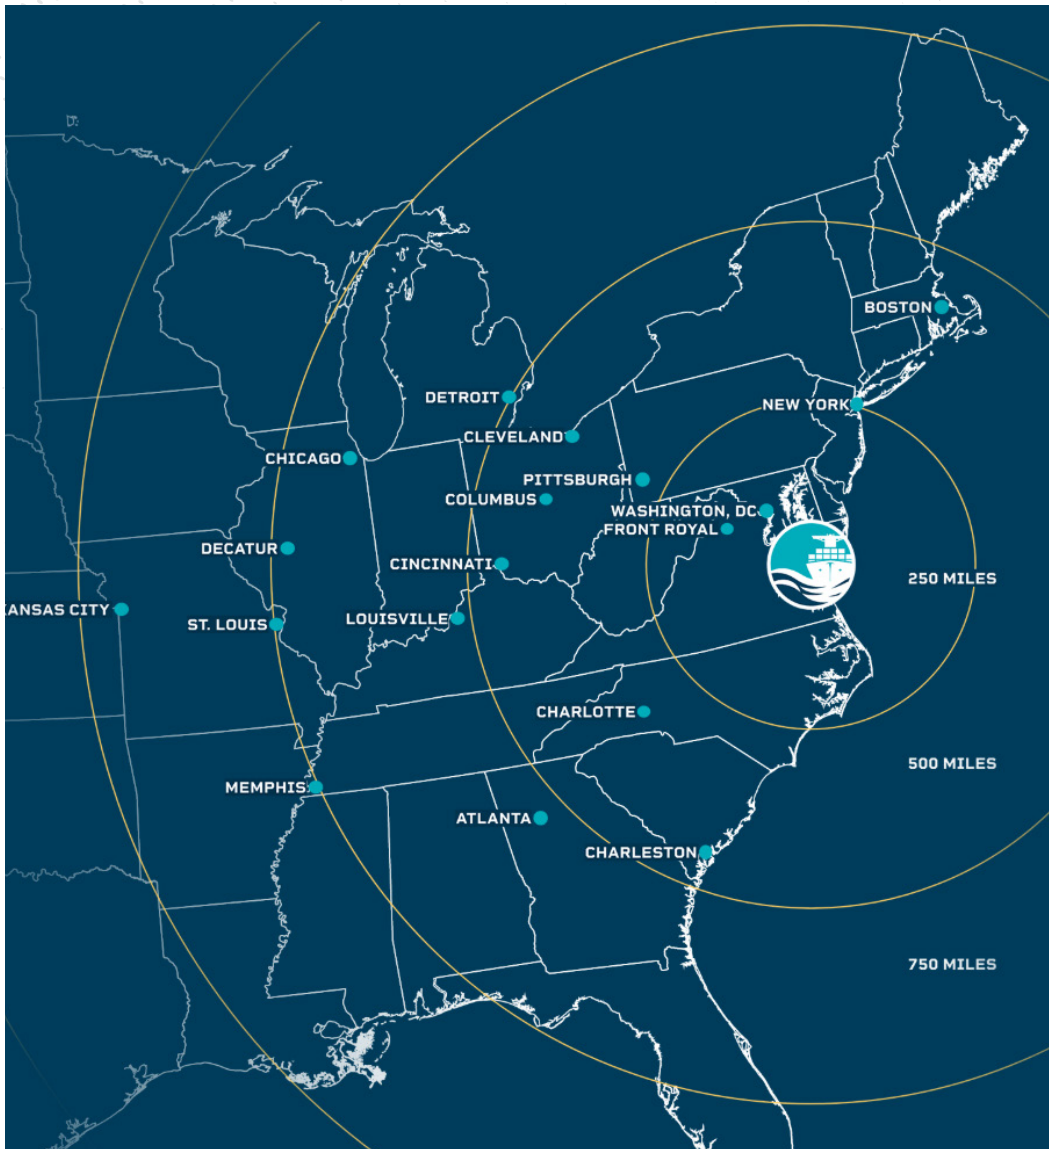 BOSTON
DETROIT
NEW YORK
CLEVELAND
CHICAGO
PITTSBURGH
COLUMBUS
WASHINGTON, DC
FRONT ROYAL
DECATUR
CINCINNATI
250 MILES
KANSAS CITY
ST. LOUIS
LOUISVILLE
CHARLOTTE
500 MILES
MEMPHIS
ATLANTA
CHARLESTON
750 MILES